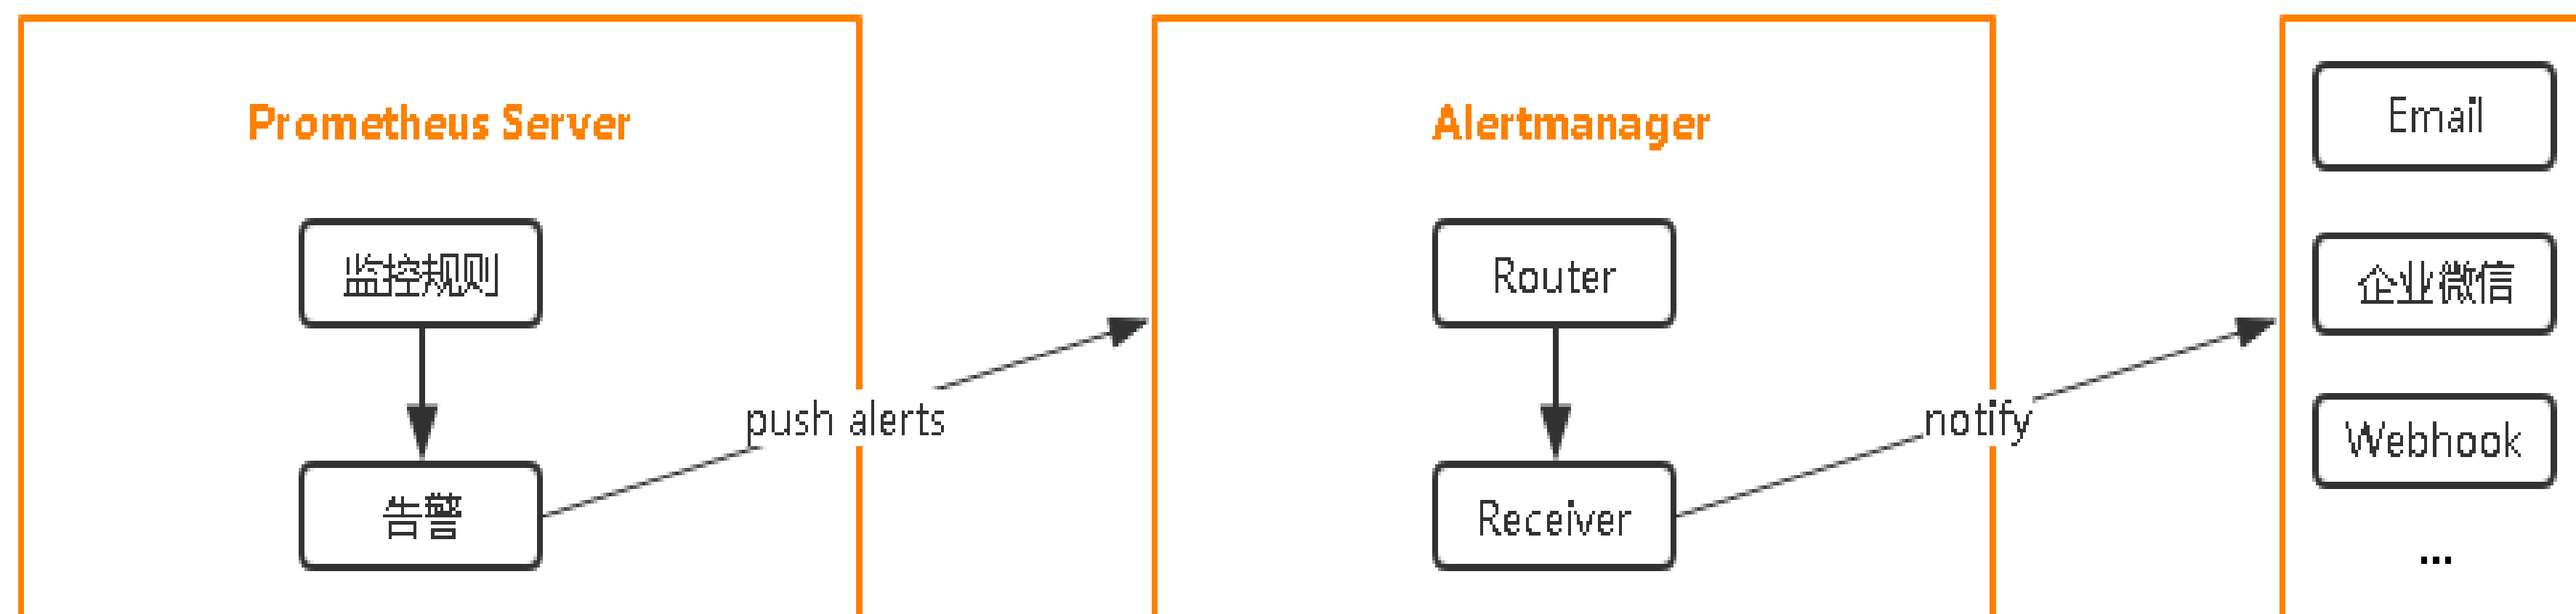 Prometheus Server
监控规则
告警
push alerts
Alertmanager
Router
Receiver
notify
Email
企业微信
Webhook
...